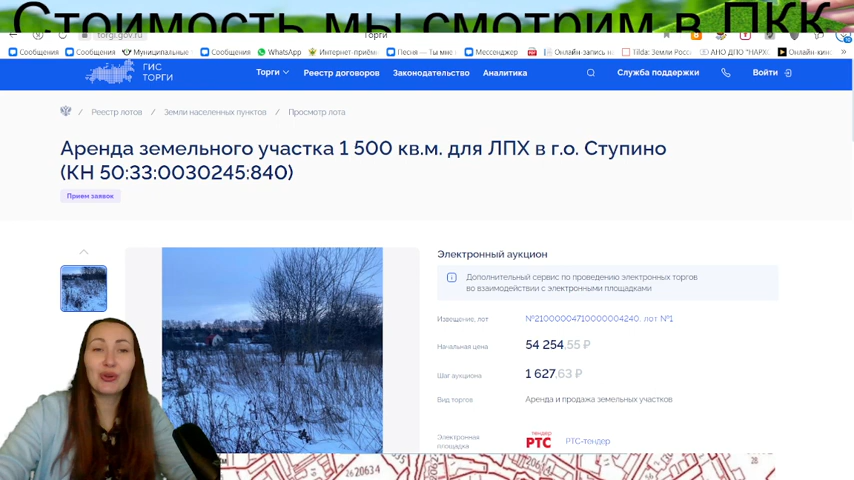 Стоимость мы смотрим в ПКК
torgi.gov.ru
Торги
Сообщения
Сообщения
Муниципальные
Сообщения
WhatsApp
Интернет-приём
Песня — Ты мне
Мессенджер
Онлайн-запись н
Tilda: Земли Росс
АНО ДПО "НАРХ
Онлайн-кин
»
ГИС
ТОРГИ
Торги
Реестр договоров
Законодательство
Аналитика
Служба поддержки
Войти
/ Реестр лотов / Земли населенных пунктов / Просмотр лота
Аренда земельного участка 1 500 кв.м. для ЛПХ в г.о. Ступино
(КН 50:33:0030245:840)
Прием заявок
Электронный аукцион
Дополнительный сервис по проведению электронных торгов
во взаимодействии с электронными площадками
Извещение, лот
№21000004710000004240, лот №1
Начальная цена
54 254,55 ₽
Шаг аукциона
1 627,63 ₽
Вид торгов
Аренда и продажа земельных участков
Электронная
площадка
тендер
РТС
РТС-тендер
26 20634
20614
28